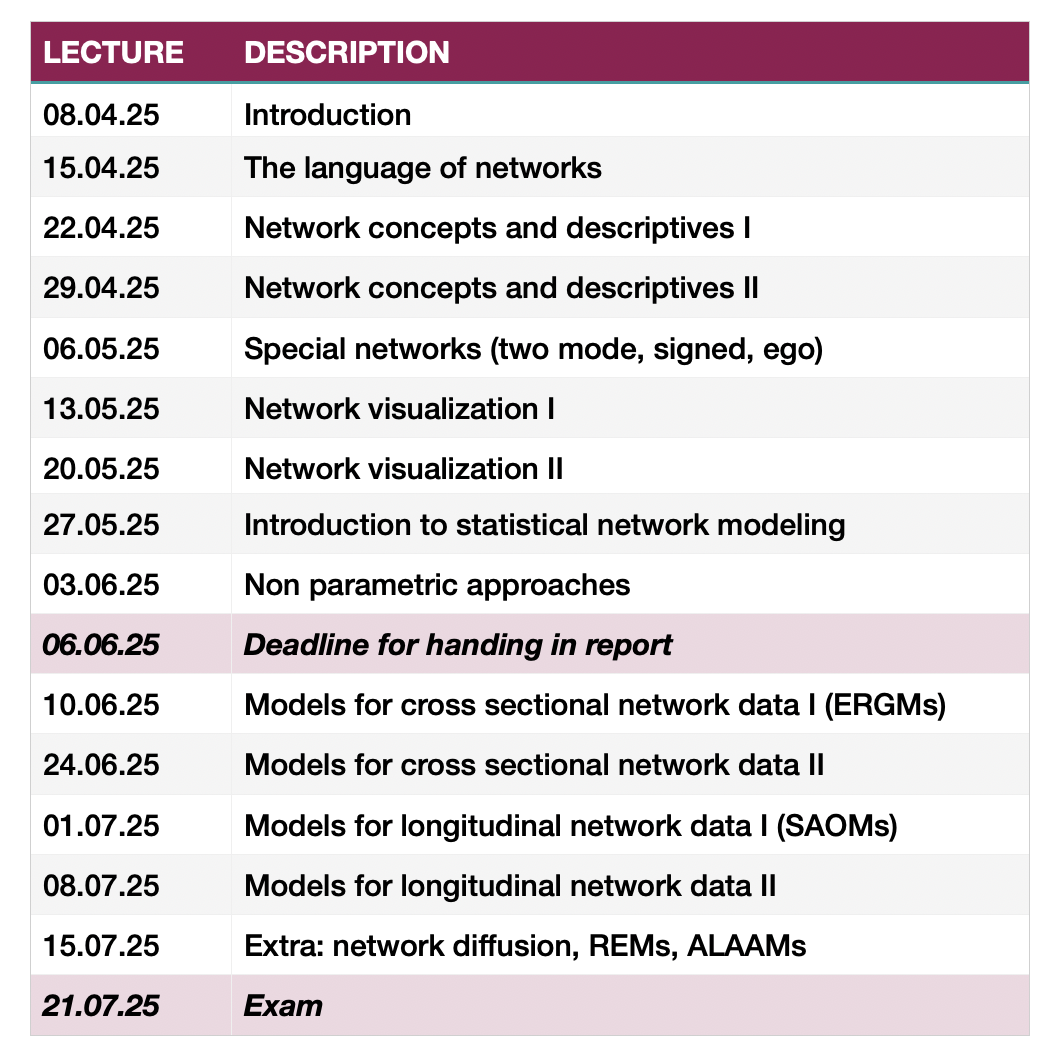 LECTURE DESCRIPTION
08.04.25 Introduction
15.04.25 The language of networks
22.04.25 Network concepts and descriptives I
29.04.25 Network concepts and descriptives II
06.05.25 Special networks (two mode, signed, ego)
13.05.25 Network visualization I
20.05.25 Network visualization II
27.05.25 Introduction to statistical network modeling
03.06.25 Non parametric approaches
06.06.25 Deadline for handing in report
10.06.25 Models for cross sectional network data I (ERGMs)
24.06.25 Models for cross sectional network data II
01.07.25 Models for longitudinal network data I (SAOMs)
08.07.25 Models for longitudinal network data II
15.07.25 Extra: network diffusion, REMs, ALAAMs
21.07.25 Exam